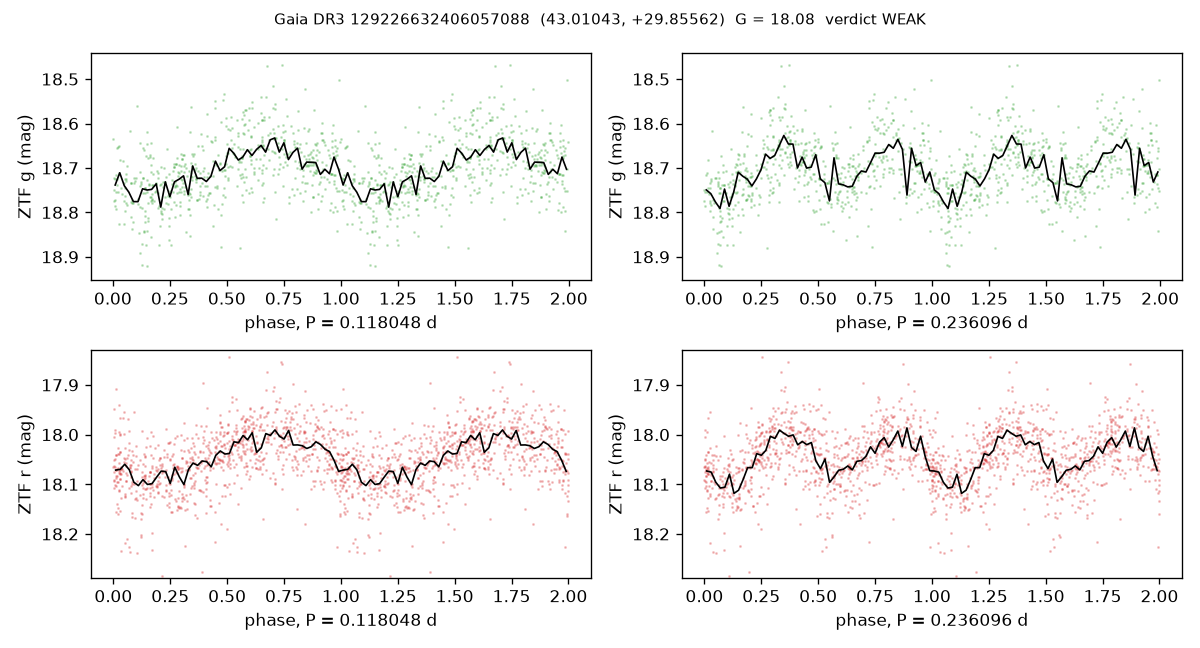 Gaia DR3 129226632406057088  (43.01043, +29.85562)  G = 18.08  verdict WEAK
ZTF g (mag)
18.5
18.6
18.7
18.8
18.9
0.00 0.25 0.50 0.75 1.00 1.25 1.50 1.75 2.00
phase, P = 0.118048 d
ZTF g (mag)
18.5
18.6
18.7
18.8
18.9
0.00 0.25 0.50 0.75 1.00 1.25 1.50 1.75 2.00
phase, P = 0.236096 d
ZTF r (mag)
17.9
18.0
18.1
18.2
0.00 0.25 0.50 0.75 1.00 1.25 1.50 1.75 2.00
phase, P = 0.118048 d
ZTF r (mag)
17.9
18.0
18.1
18.2
0.00 0.25 0.50 0.75 1.00 1.25 1.50 1.75 2.00
phase, P = 0.236096 d